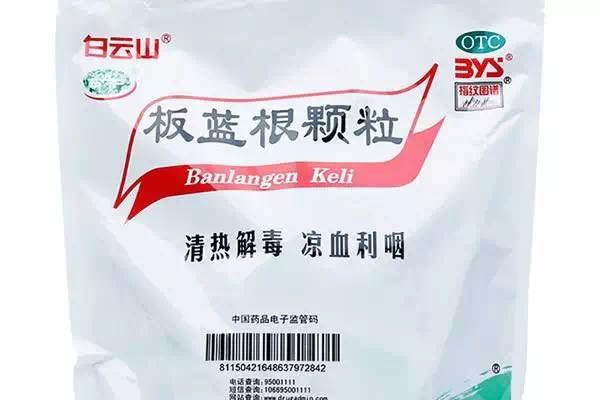 白云山®
OTC
BYS®
指纹图谱
板蓝根颗粒
Banlangen Keli
清热解毒 凉血利咽
中国药品电子监管码
81150421648637972842
电话查询:95001111
短信查询:106695001111
网站查询:www.drugadmin.com
®